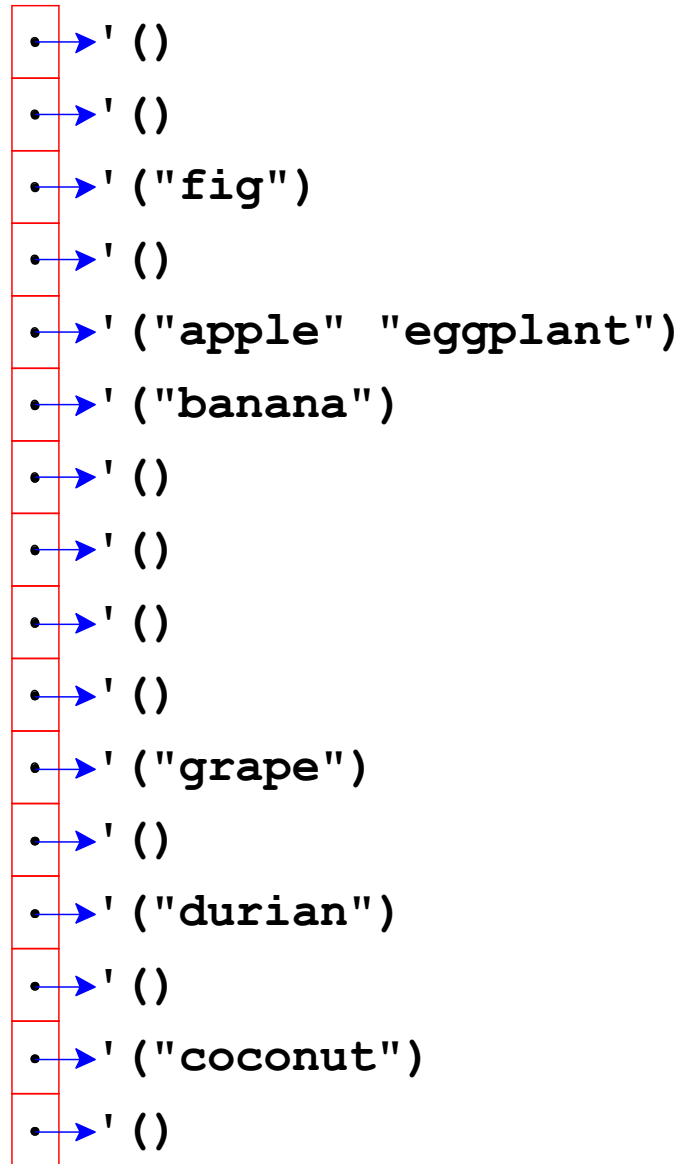 '()
'()
'("fig")
'()
'("apple" "eggplant")
'("banana")
'()
'()
'()
'()
'("grape")
'()
'("durian")
'()
'("coconut")
'()